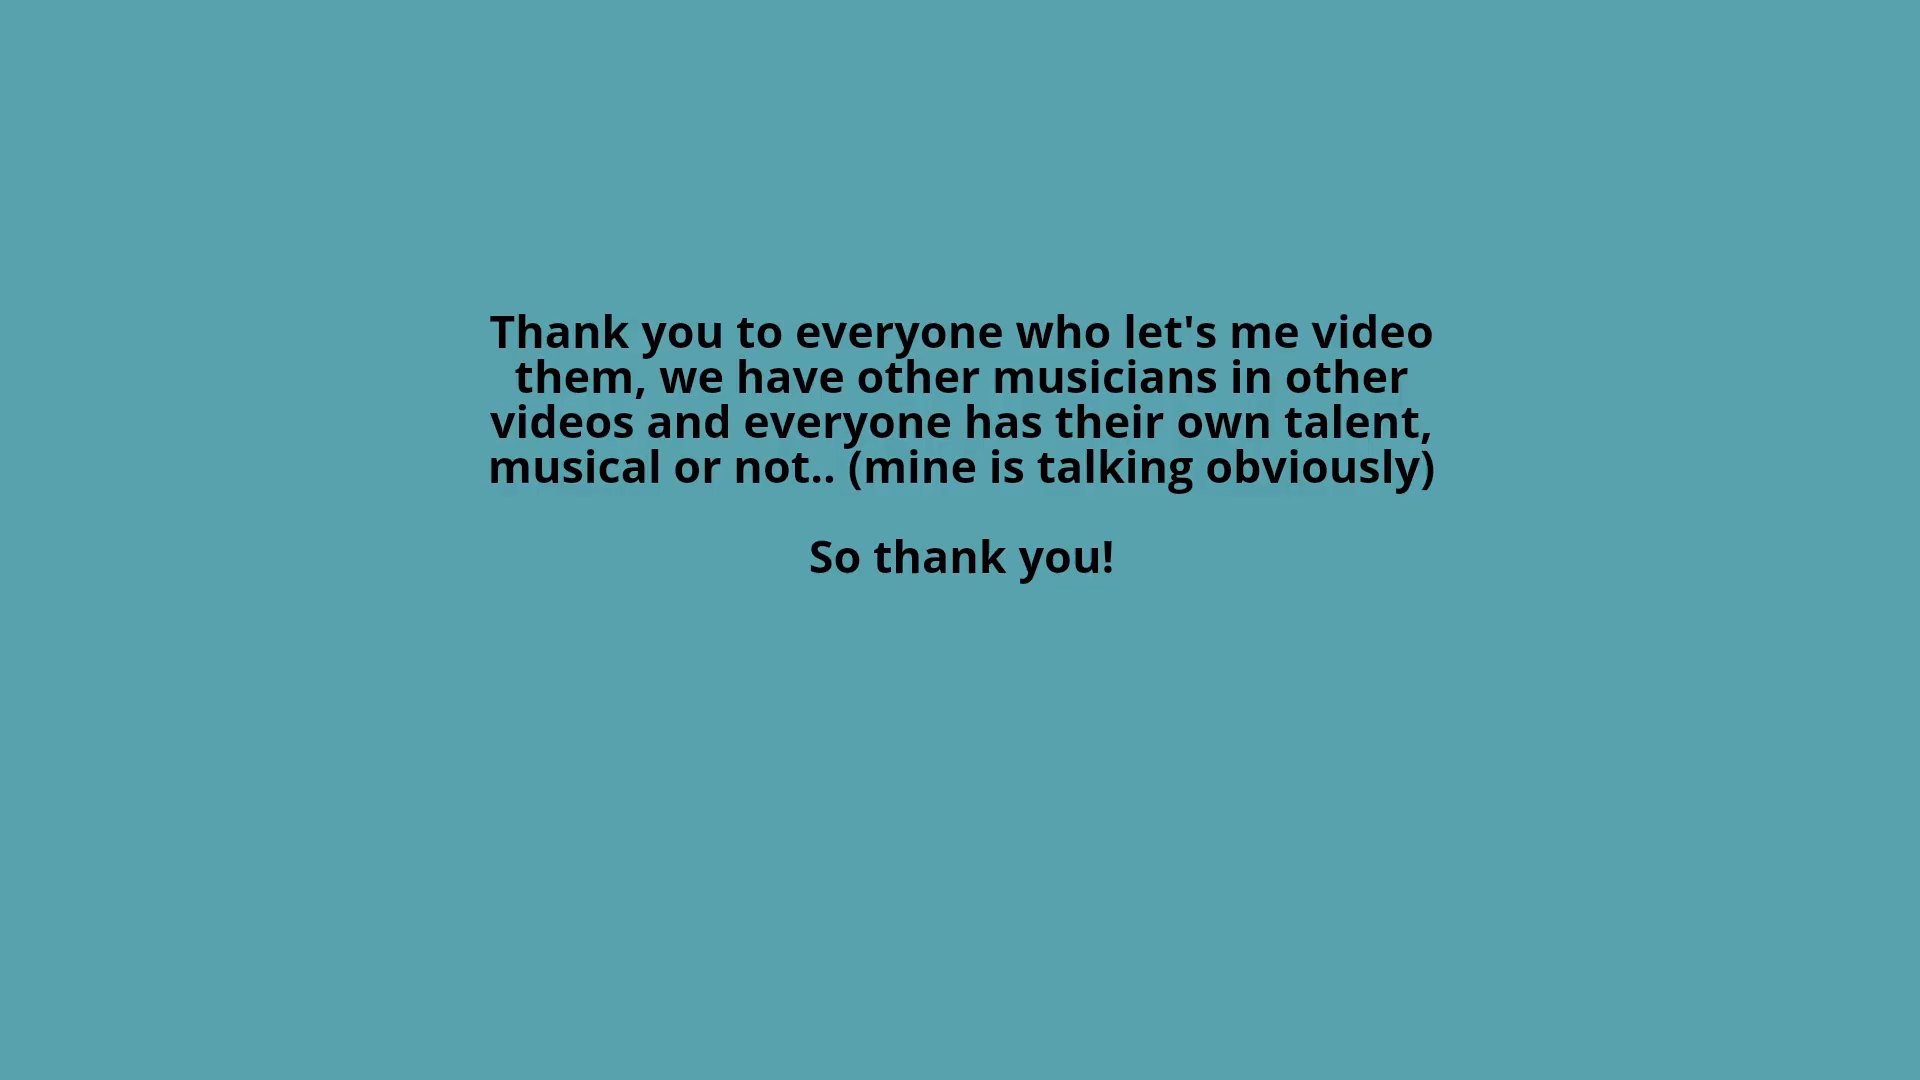 Thank you to everyone who let's me video
them, we have other musicians in other
videos and everyone has their own talent,
musical or not.. (mine is talking obviously)
So thank you!